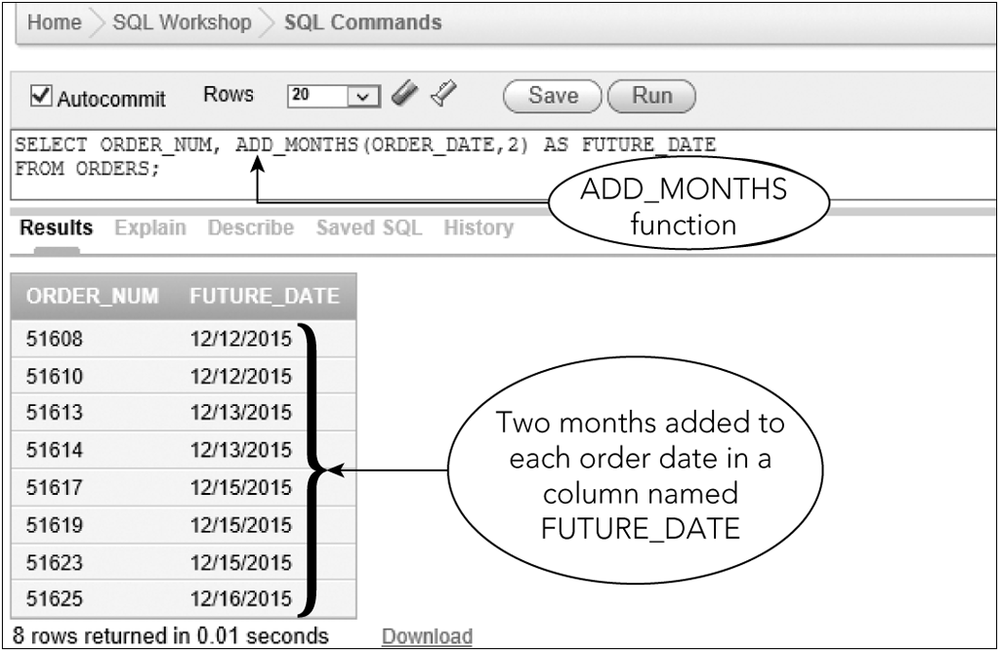 Home SQL Workshop SQL Commands
Autocommit Rows 20 Save Run
SELECT ORDER_NUM, ADD_MONTHS(ORDER_DATE,2) AS FUTURE_DATE
FROM ORDERS;
ADD_MONTHS
function
Results Explain Describe Saved SQL History
ORDER_NUM FUTURE_DATE
51608 12/12/2015
51610 12/12/2015
51613 12/13/2015
51614 12/13/2015
51617 12/15/2015
51619 12/15/2015
51623 12/15/2015
51625 12/16/2015
Two months added to
each order date in a
column named
FUTURE_DATE
8 rows returned in 0.01 seconds Download